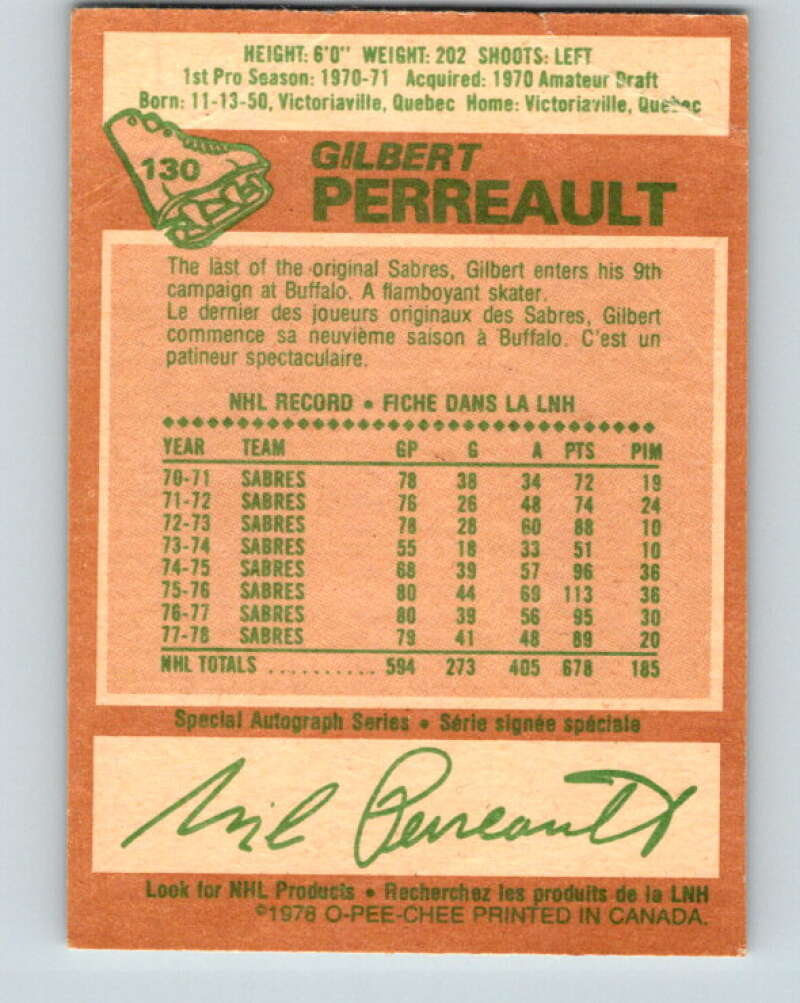 HEIGHT: 6'0" WEIGHT: 202 SHOOTS: LEFT
1st Pro Season: 1970-71 Acquired: 1970 Amateur Draft
Born: 11-13-50, Victoriaville, Quebec Home: Victoriaville, Quebec
130
GILBERT
PERREAULT
The last of the original Sabres, Gilbert enters his 9th
campaign at Buffalo. A flamboyant skater.
Le dernier des joueurs originaux des Sabres, Gilbert
commence sa neuvième saison à Buffalo. C'est un
patineur spectaculaire.
NHL RECORD • FICHE DANS LA LNH
YEAR TEAM GP G A PTS PIM
70-71 SABRES 78 38 34 72 19
71-72 SABRES 76 26 48 74 24
72-73 SABRES 78 28 60 88 10
73-74 SABRES 55 18 33 51 10
74-75 SABRES 68 39 57 96 36
75-76 SABRES 80 44 69 113 36
76-77 SABRES 80 39 56 95 30
77-78 SABRES 79 41 48 89 20
NHL TOTALS .......... 594 273 405 678 185
Special Autograph Series • Série signée spéciale
Gil Perreault
Look for NHL Products • Recherchez les produits de la LNH
©1978 O-PEE-CHEE PRINTED IN CANADA.